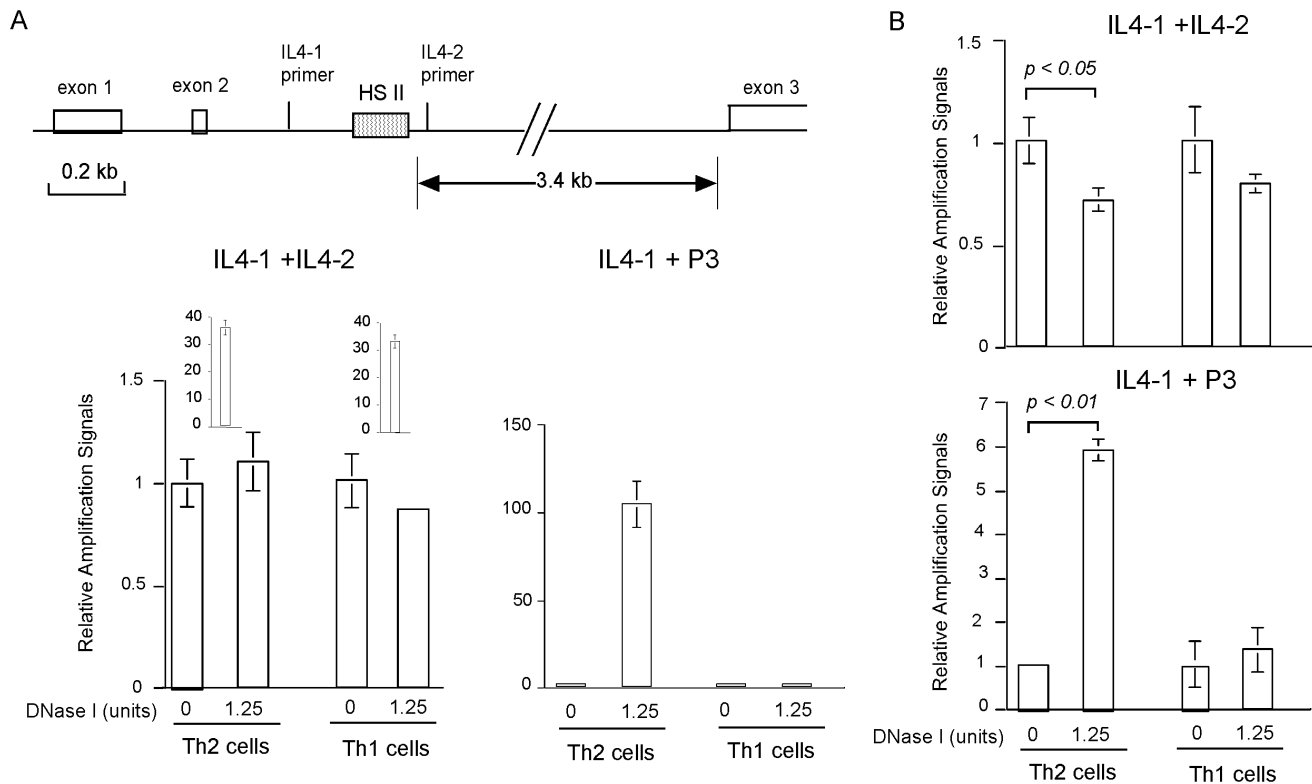 A
IL4-1 primer
IL4-2 primer
exon 1
exon 2
HS II
exon 3
0.2 kb
3.4 kb
IL4-1 +IL4-2
40
30
20
10
0
40
30
20
10
0
Relative Amplification Signals
1.5
1
0.5
0
DNase I (units)
0
1.25
0
1.25
Th2 cells
Th1 cells
IL4-1 + P3
150
100
50
0
0
1.25
0
1.25
Th2 cells
Th1 cells
B
IL4-1 +IL4-2
Relative Amplification Signals
1.5
1
0.5
0
p < 0.05
IL4-1 + P3
Relative Amplification Signals
7
6
5
4
3
2
1
0
p < 0.01
DNase I (units)
0
1.25
0
1.25
Th2 cells
Th1 cells